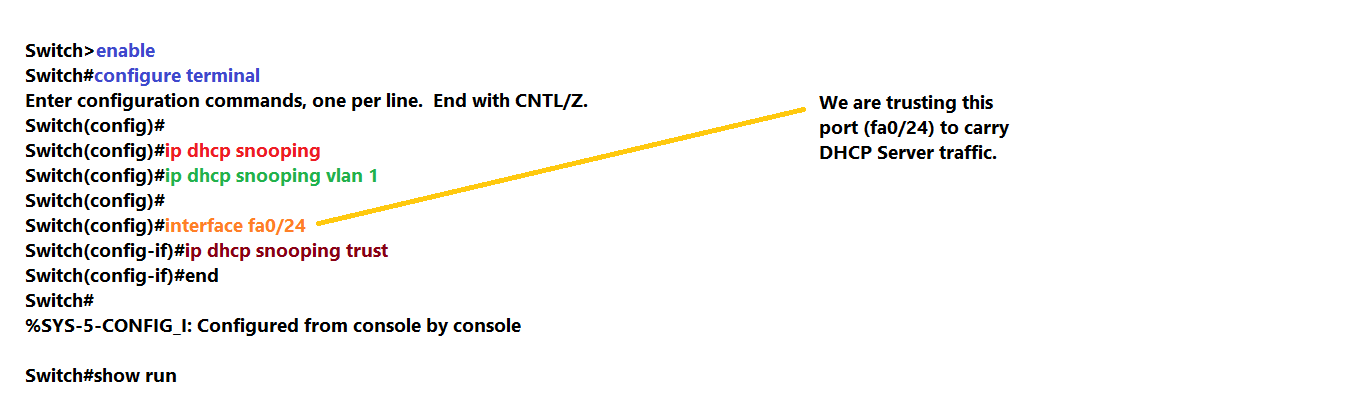 Switch>enable
Switch#configure terminal
Enter configuration commands, one per line.  End with CNTL/Z.
Switch(config)#
Switch(config)#ip dhcp snooping
Switch(config)#ip dhcp snooping vlan 1
Switch(config)#
Switch(config)#interface fa0/24
Switch(config-if)#ip dhcp snooping trust
Switch(config-if)#end
Switch#
%SYS-5-CONFIG_I: Configured from console by console
Switch#show run
We are trusting this
port (fa0/24) to carry
DHCP Server traffic.